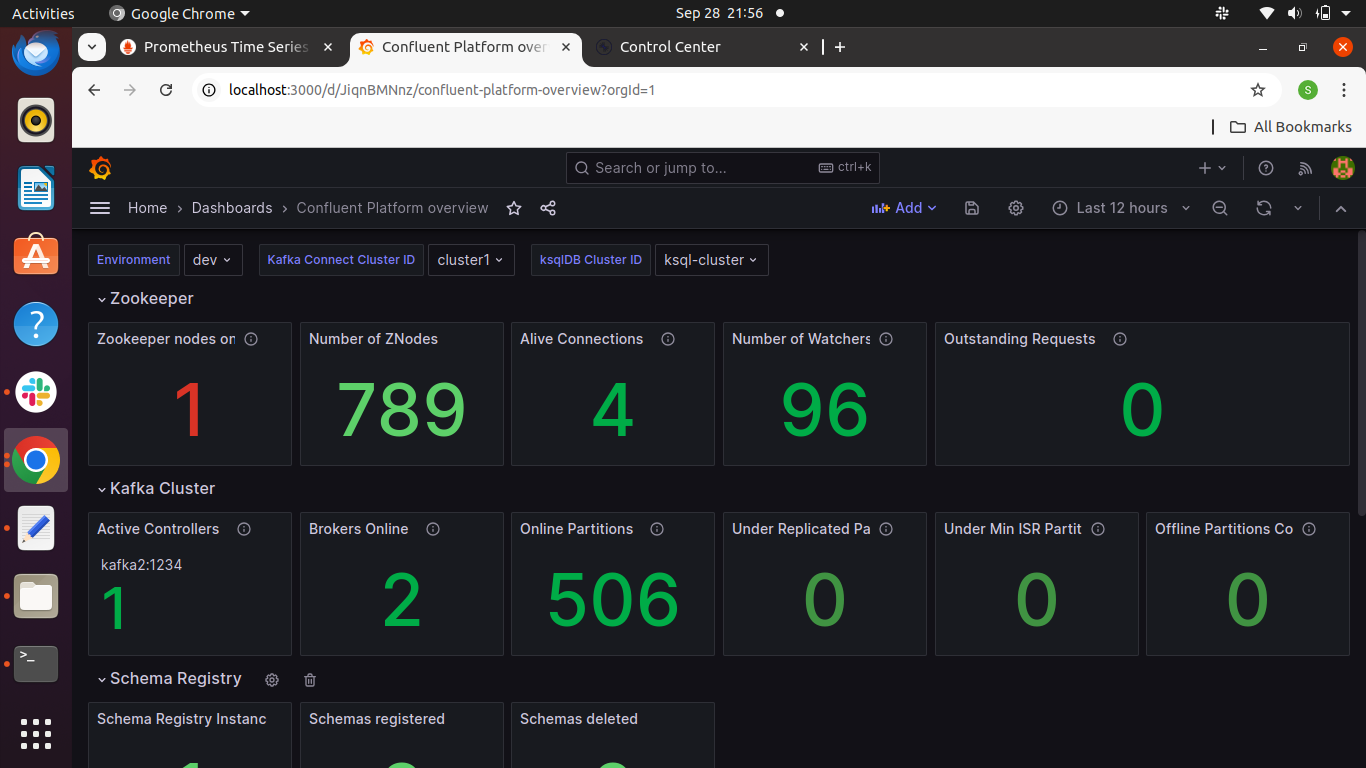 Activities
Google Chrome
Sep 28 21:56
Prometheus Time Series
Confluent Platform over
Control Center
localhost:3000/d/JiqnBMNnz/confluent-platform-overview?orgId=1
S
All Bookmarks
Search or jump to...
ctrl+k
Home › Dashboards › Confluent Platform overview
Add
Last 12 hours
Environment
dev
Kafka Connect Cluster ID
cluster1
ksqlDB Cluster ID
ksql-cluster
Zookeeper
Zookeeper nodes on
Number of ZNodes
Alive Connections
Number of Watchers
Outstanding Requests
1
789
4
96
0
Kafka Cluster
Active Controllers
Brokers Online
Online Partitions
Under Replicated Pa
Under Min ISR Partit
Offline Partitions Co
kafka2:1234
1
2
506
0
0
0
Schema Registry
Schema Registry Instanc
Schemas registered
Schemas deleted